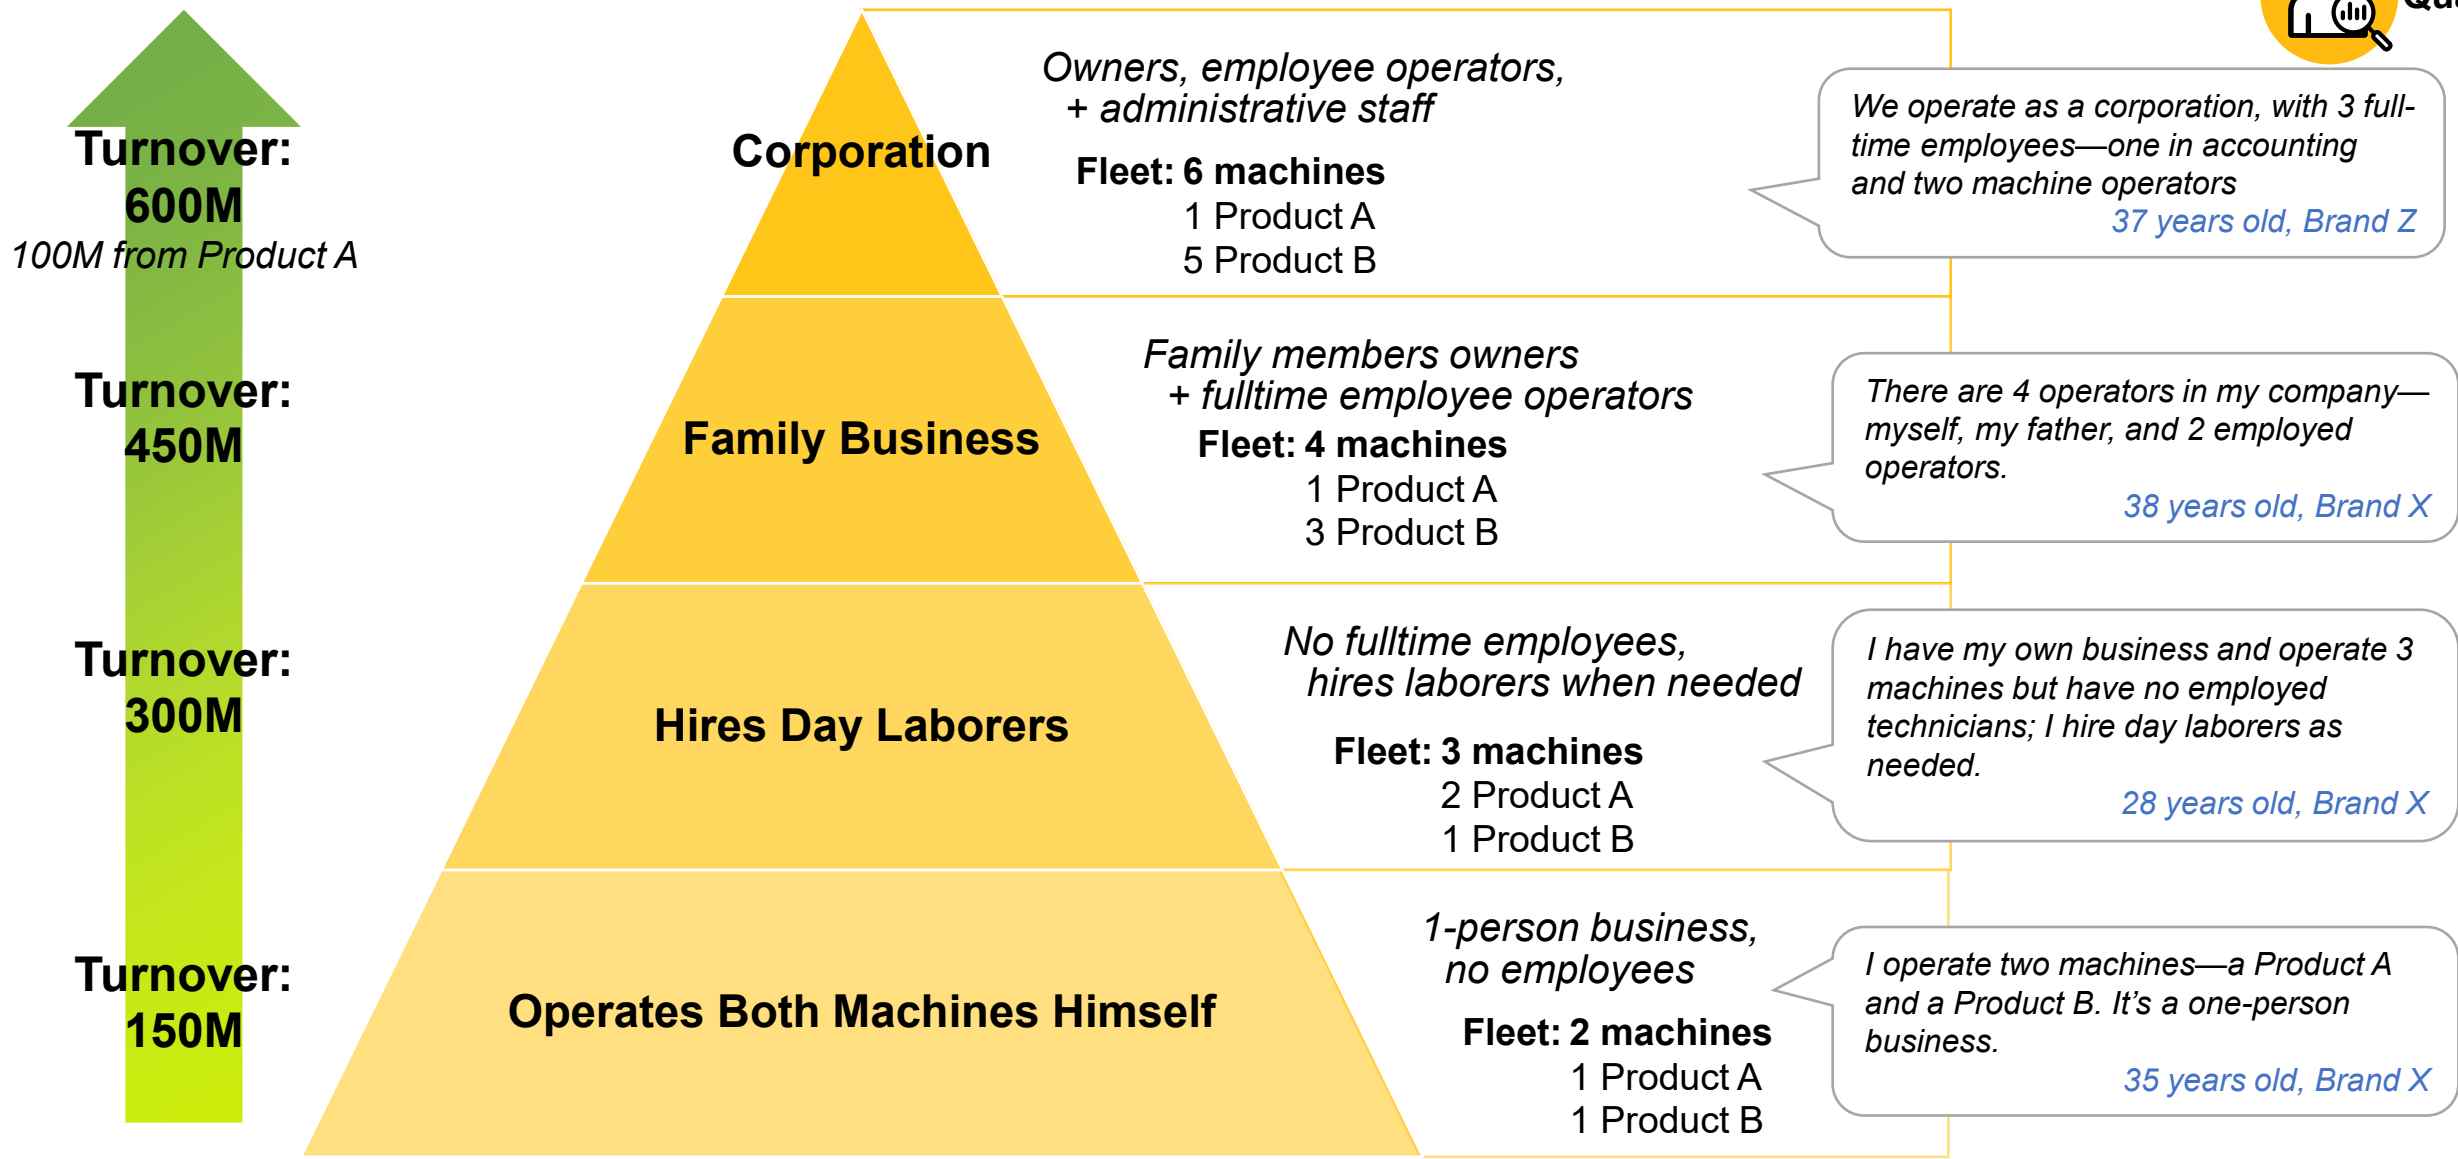 Turnover:
600M
100M from Product A
Corporation
Owners, employee operators,
+ administrative staff
Fleet: 6 machines
1 Product A
5 Product B
We operate as a corporation, with 3 full-
time employees—one in accounting
and two machine operators
37 years old, Brand Z
Turnover:
450M
Family Business
Family members owners
+ fulltime employee operators
Fleet: 4 machines
1 Product A
3 Product B
There are 4 operators in my company—
myself, my father, and 2 employed
operators.
38 years old, Brand X
Turnover:
300M
Hires Day Laborers
No fulltime employees,
hires laborers when needed
Fleet: 3 machines
2 Product A
1 Product B
I have my own business and operate 3
machines but have no employed
technicians; I hire day laborers as
needed.
28 years old, Brand X
Turnover:
150M
Operates Both Machines Himself
1-person business,
no employees
Fleet: 2 machines
1 Product A
1 Product B
I operate two machines—a Product A
and a Product B. It’s a one-person
business.
35 years old, Brand X